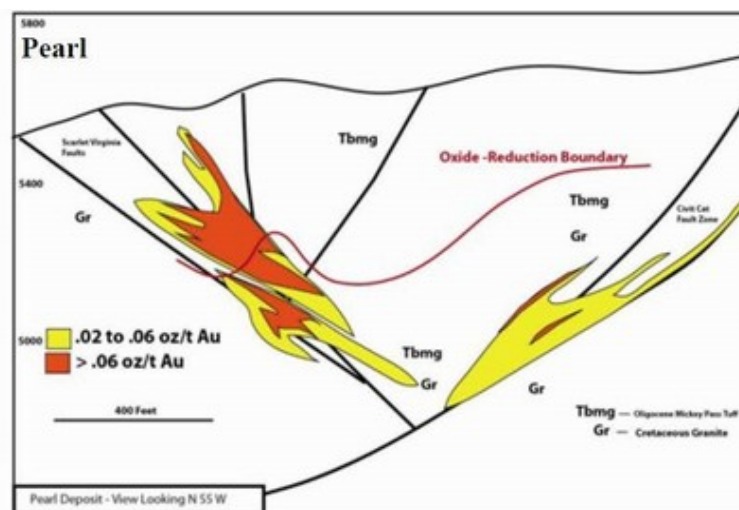 5800
Pearl
Scarlet Virginia
Faults
Tbmg
Oxide -Reduction Boundary
5400
Gr
Tbmg
Civit Cat
Fault Zone
Gr
5000
.02 to .06 oz/t Au
> .06 oz/t Au
Tbmg
Gr
Gr
400 Feet
Tbmg — Oligocene Mickey Pass Tuff
Gr — Cretaceous Granite
Pearl Deposit - View Looking N 55 W